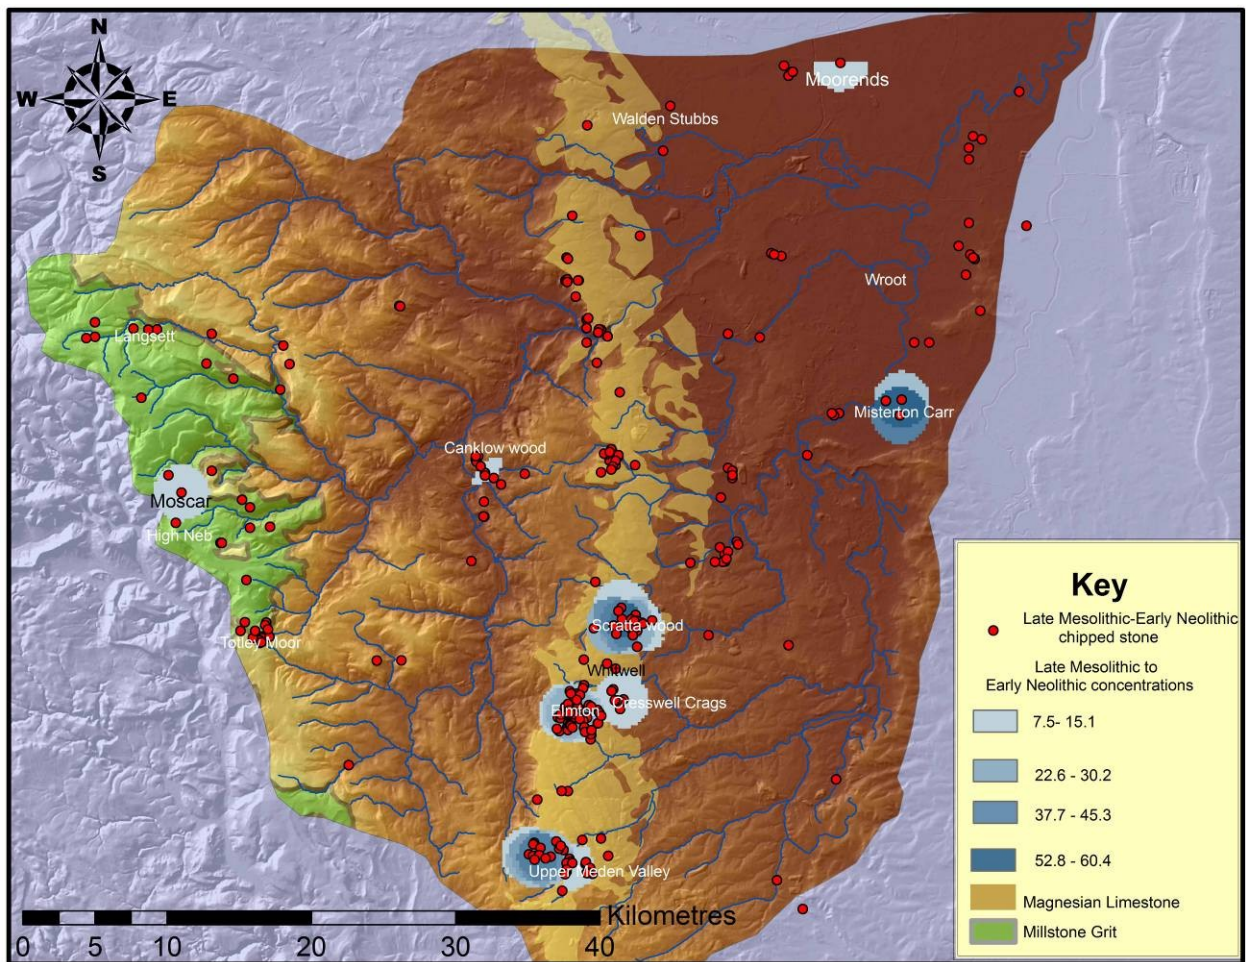 N
W E
S
Moorends
Walden Stubbs
Wroot
Langsett
Misterton Carr
Canklow wood
Moscar
High Neb
Scratta wood
Totley Moor
Whitwell
Cresswell Crags
Elmton
Upper Meden Valley
Kilometres
0 5 10 20 30 40
Key
Late Mesolithic-Early Neolithic
chipped stone
Late Mesolithic to
Early Neolithic concentrations
7.5- 15.1
22.6 - 30.2
37.7 - 45.3
52.8 - 60.4
Magnesian Limestone
Millstone Grit